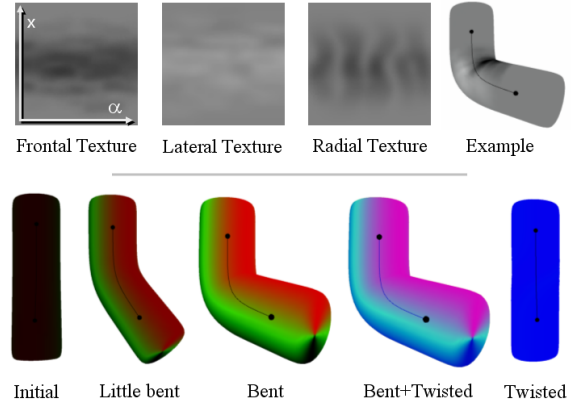 x
α
Frontal Texture
Lateral Texture
Radial Texture
Example
Initial
Little bent
Bent
Bent+Twisted
Twisted